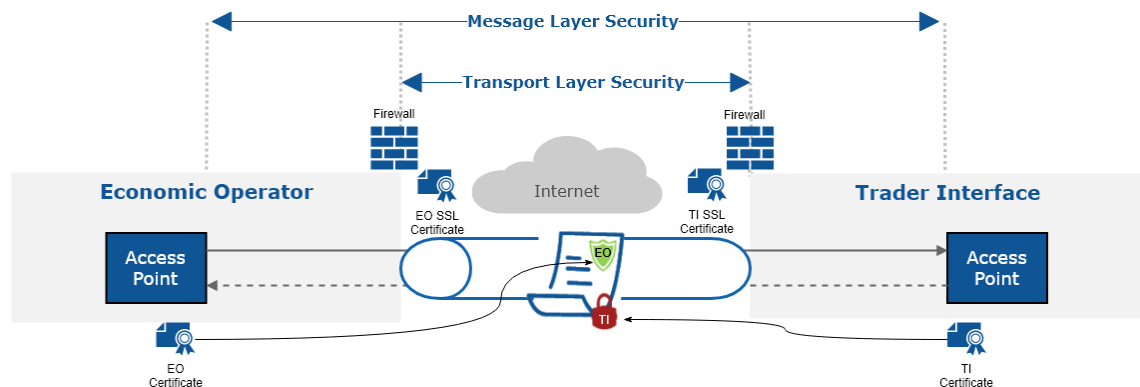 Message Layer Security
Transport Layer Security
Firewall
Firewall
Internet
Economic Operator
Trader Interface
EO SSL
Certificate
TI SSL
Certificate
Access
Point
EO
Access
Point
TI
EO
Certificate
TI
Certificate